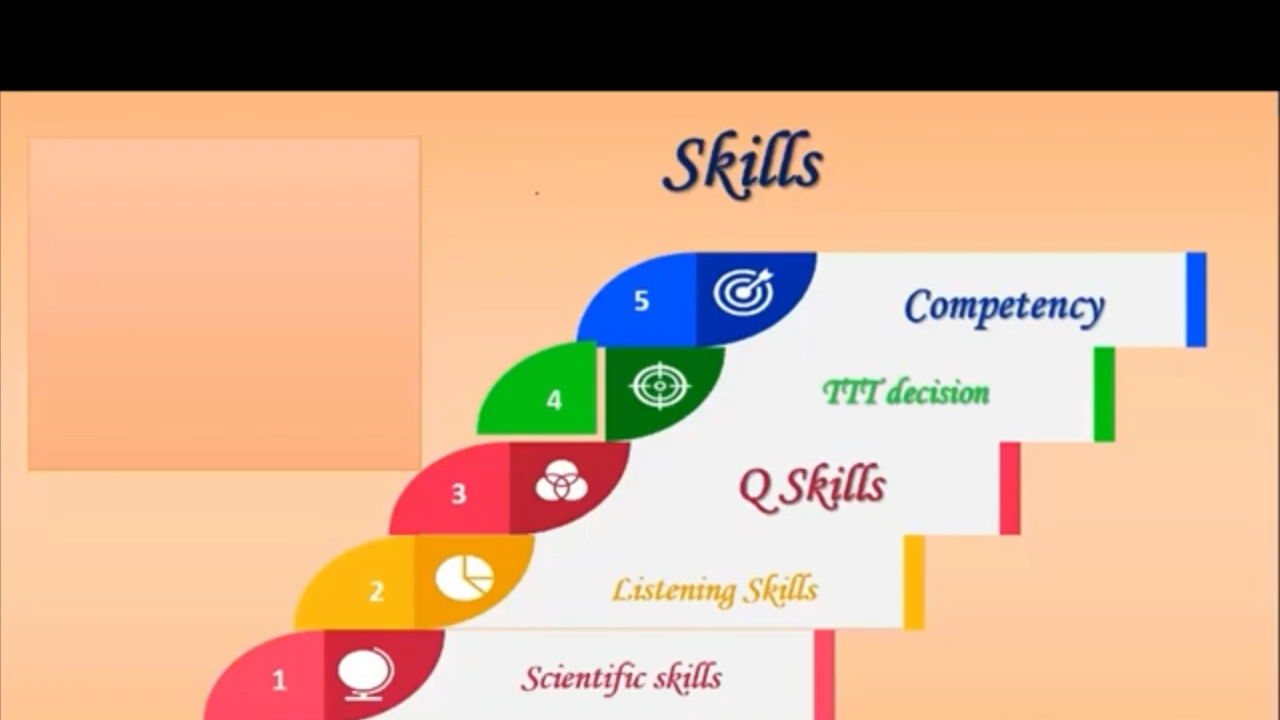 Skills
5 Competency
4 TTT decision
3 Q Skills
2 Listening Skills
1 Scientific skills